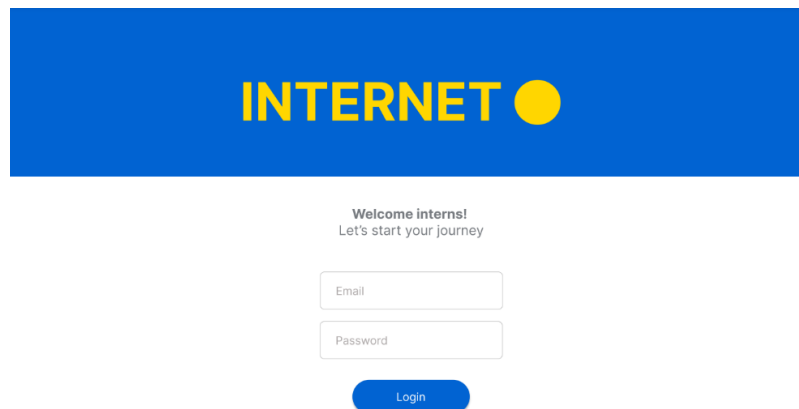 INTERNET
Welcome interns!
Let's start your journey
Email
Password
Login